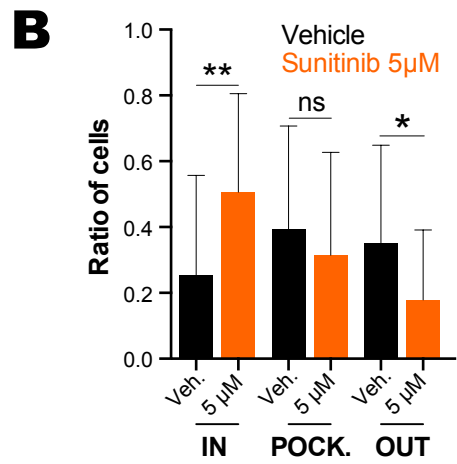 B
Vehicle
Sunitinib 5µM
Ratio of cells
1.0
0.8
0.6
0.4
0.2
0.0
**
ns
*
Veh.
5 µM
Veh.
5 µM
Veh.
5 µM
IN
POCK.
OUT